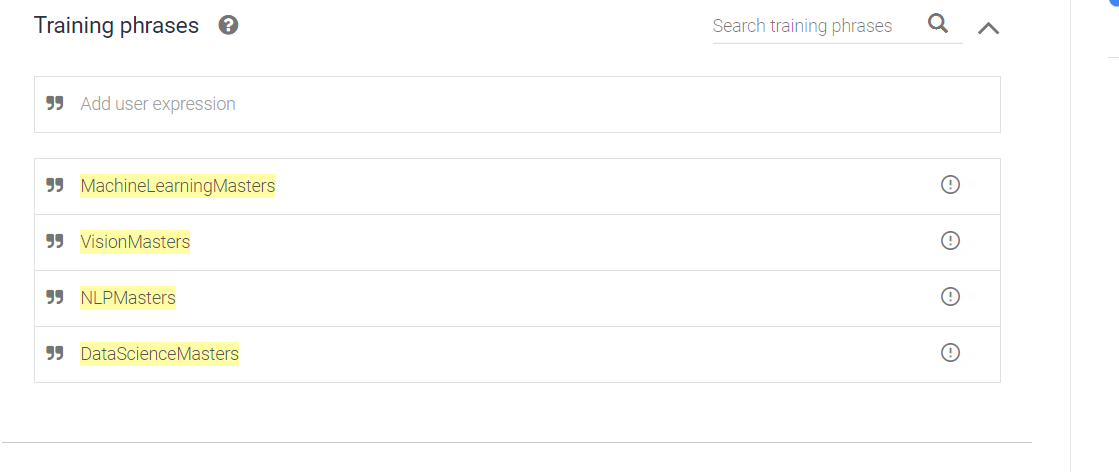 Training phrases
Search training phrases
Add user expression
MachineLearningMasters
VisionMasters
NLPMasters
DataScienceMasters